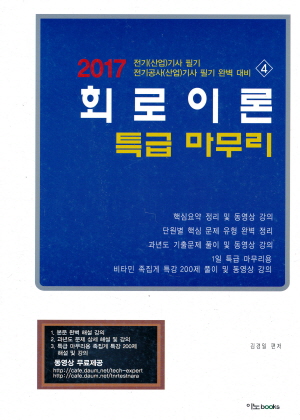 2017 전기(산업)기사 필기
전기공사(산업)기사 필기 완벽 대비 4
회로이론
특급 마무리
핵심요약 정리 및 동영상 강의
단원별 핵심 문제 유형 완벽 정리
과년도 기출문제 풀이 및 동영상 강의
1일 특급 마무리용
비타민 족집게 특강 200제 풀이 및 동영상 강의
1. 본문 완벽 해설 강의
2. 과년도 문제 상세 해설 및 강의
3. 특급 마무리용 족집게 특강 200제
해설 및 강의
동영상 무료제공
http://cafe.daum.net/tech-expert
http://cafe.daum.net/tnrtestnara
김경일 편저
books